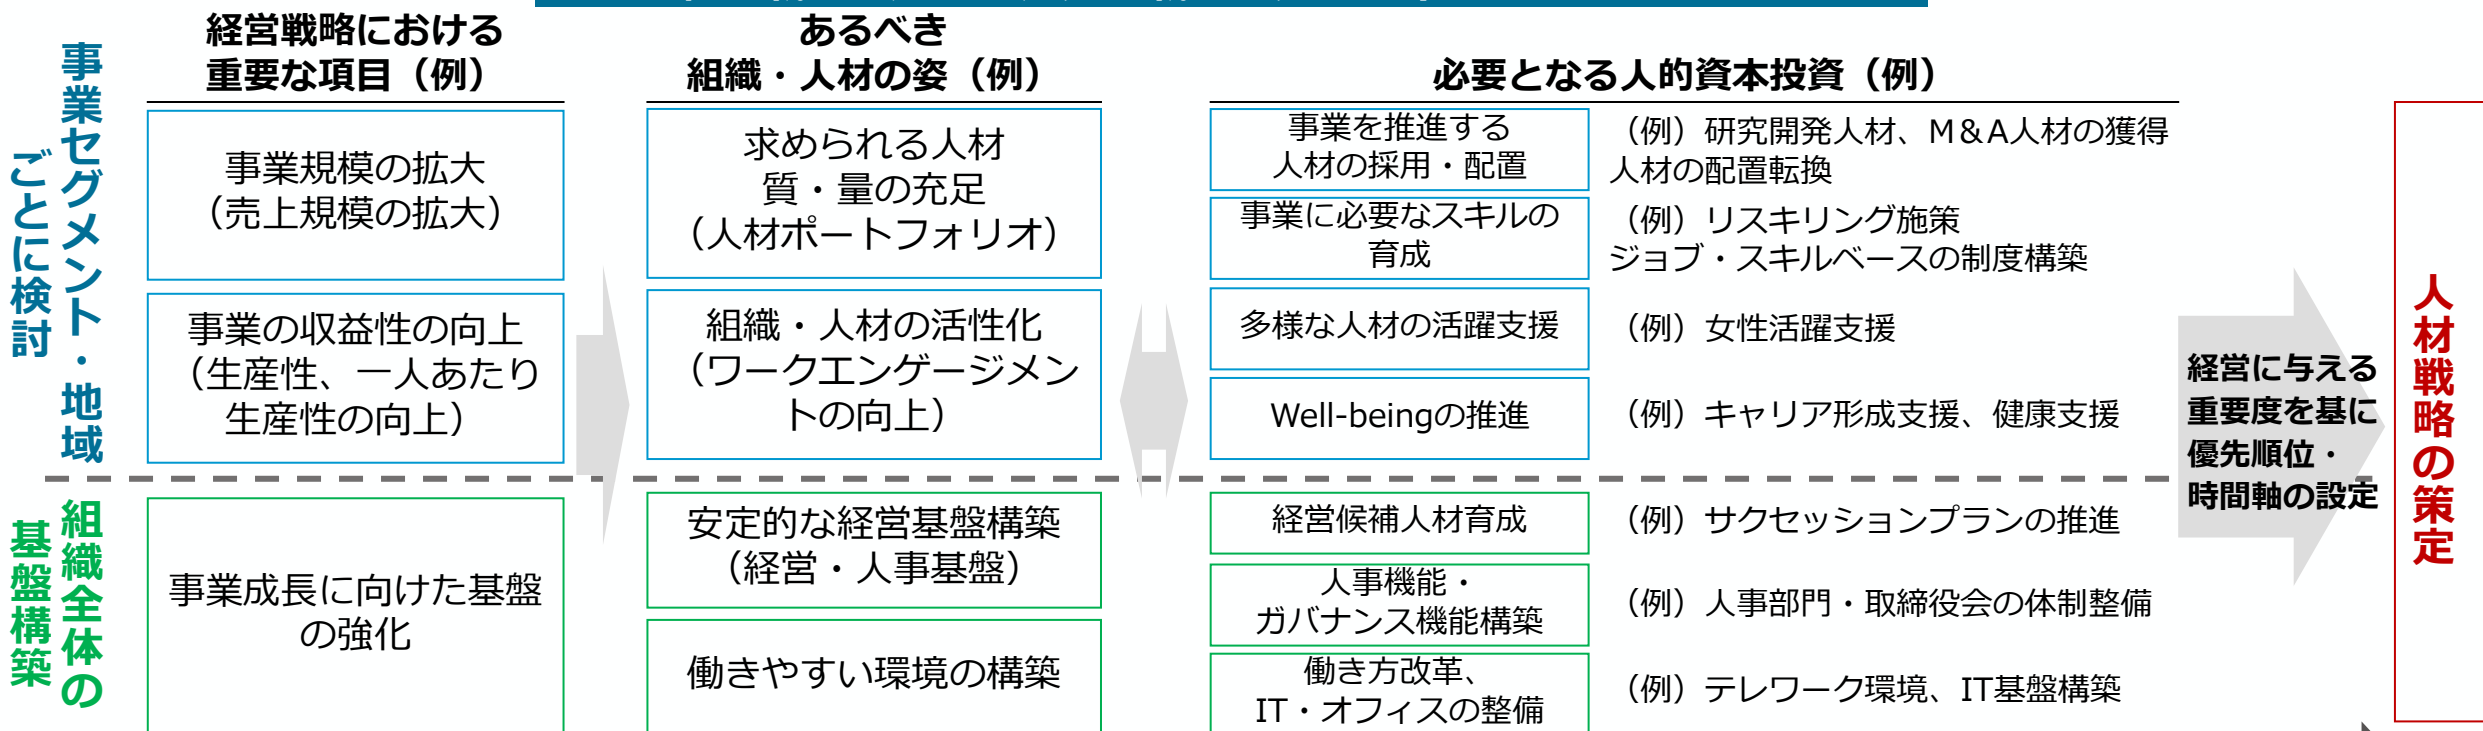 経営戦略における
重要な項目（例）
あるべき
組織・人材の姿（例）
必要となる人的資本投資（例）
事業セグメント・地域
ごとに検討
事業規模の拡大
（売上規模の拡大）
事業の収益性の向上
（生産性、一人あたり
生産性の向上）
求められる人材
質・量の充足
（人材ポートフォリオ）
組織・人材の活性化
（ワークエンゲージメン
トの向上）
事業を推進する
人材の採用・配置
（例）研究開発人材、M＆A人材の獲得
人材の配置転換
事業に必要なスキルの
育成
（例）リスキリング施策
ジョブ・スキルベースの制度構築
多様な人材の活躍支援
（例）女性活躍支援
Well-beingの推進
（例）キャリア形成支援、健康支援
組織全体の
基盤構築
事業成長に向けた基盤
の強化
安定的な経営基盤構築
（経営・人事基盤）
働きやすい環境の構築
経営候補人材育成
（例）サクセッションプランの推進
人事機能・
ガバナンス機能構築
（例）人事部門・取締役会の体制整備
働き方改革、
IT・オフィスの整備
（例）テレワーク環境、IT基盤構築
経営に与える
重要度を基に
優先順位・
時間軸の設定
人材戦略の策定